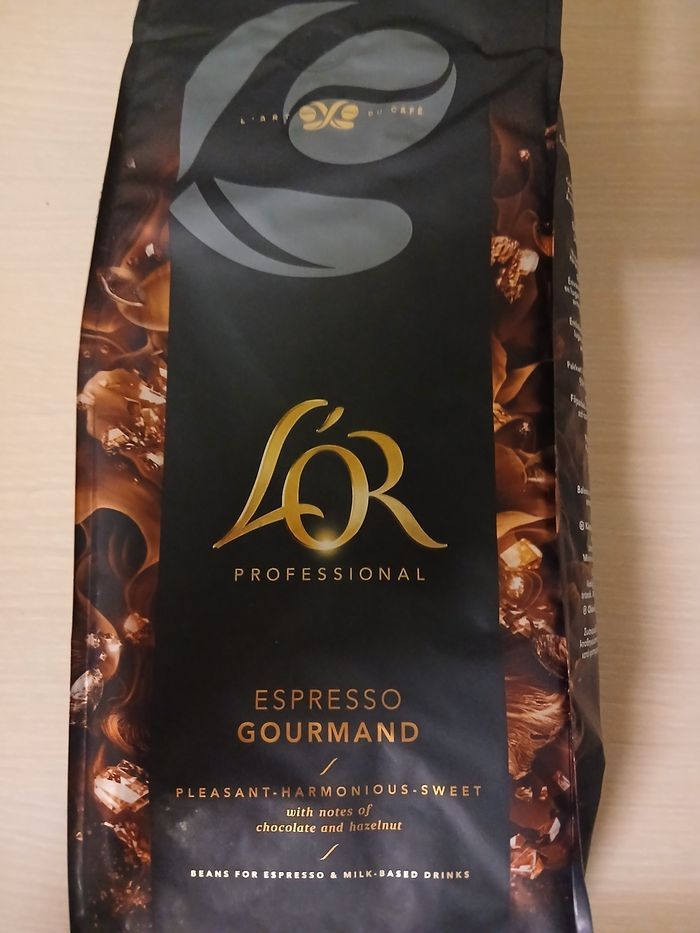 L'ART DU CAFÉ
L'OR
PROFESSIONAL
ESPRESSO
GOURMAND
PLEASANT-HARMONIOUS-SWEET
with notes of
chocolate and hazelnut
BEANS FOR ESPRESSO & MILK-BASED DRINKS